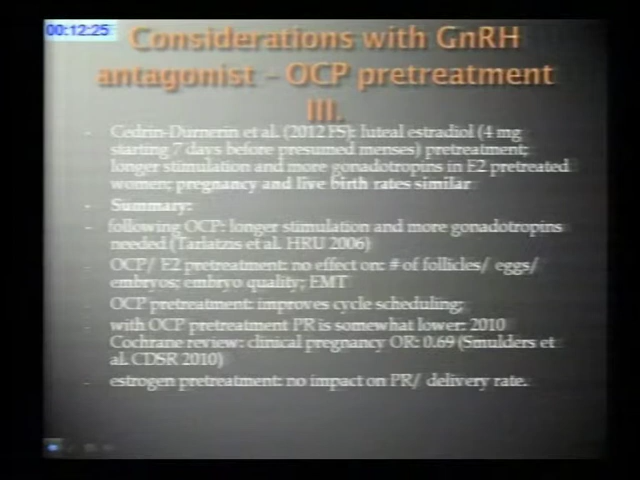 00:12:25
Considerations with GnRH
antagonist – OCP pretreatment
III.
- Cedrin-Durnerin et al. (2012 FS): luteal estradiol (4 mg
starting 7 days before presumed menses) pretreatment;
longer stimulation and more gonadotropins in E2 pretreated
women; pregnancy and live birth rates similar
- Summary:
- following OCP: longer stimulation and more gonadotropins
needed (Tarlatzis et al. HRU 2006)
- OCP/ E2 pretreatment: no effect on: # of follicles/ eggs/
embryos; embryo quality; EMT
- OCP pretreatment: improves cycle scheduling;
- with OCP pretreatment PR is somewhat lower: 2010
Cochrane review: clinical pregnancy OR: 0.69 (Smulders et
al. CDSR 2010)
- estrogen pretreatment: no impact on PR/ delivery rate.